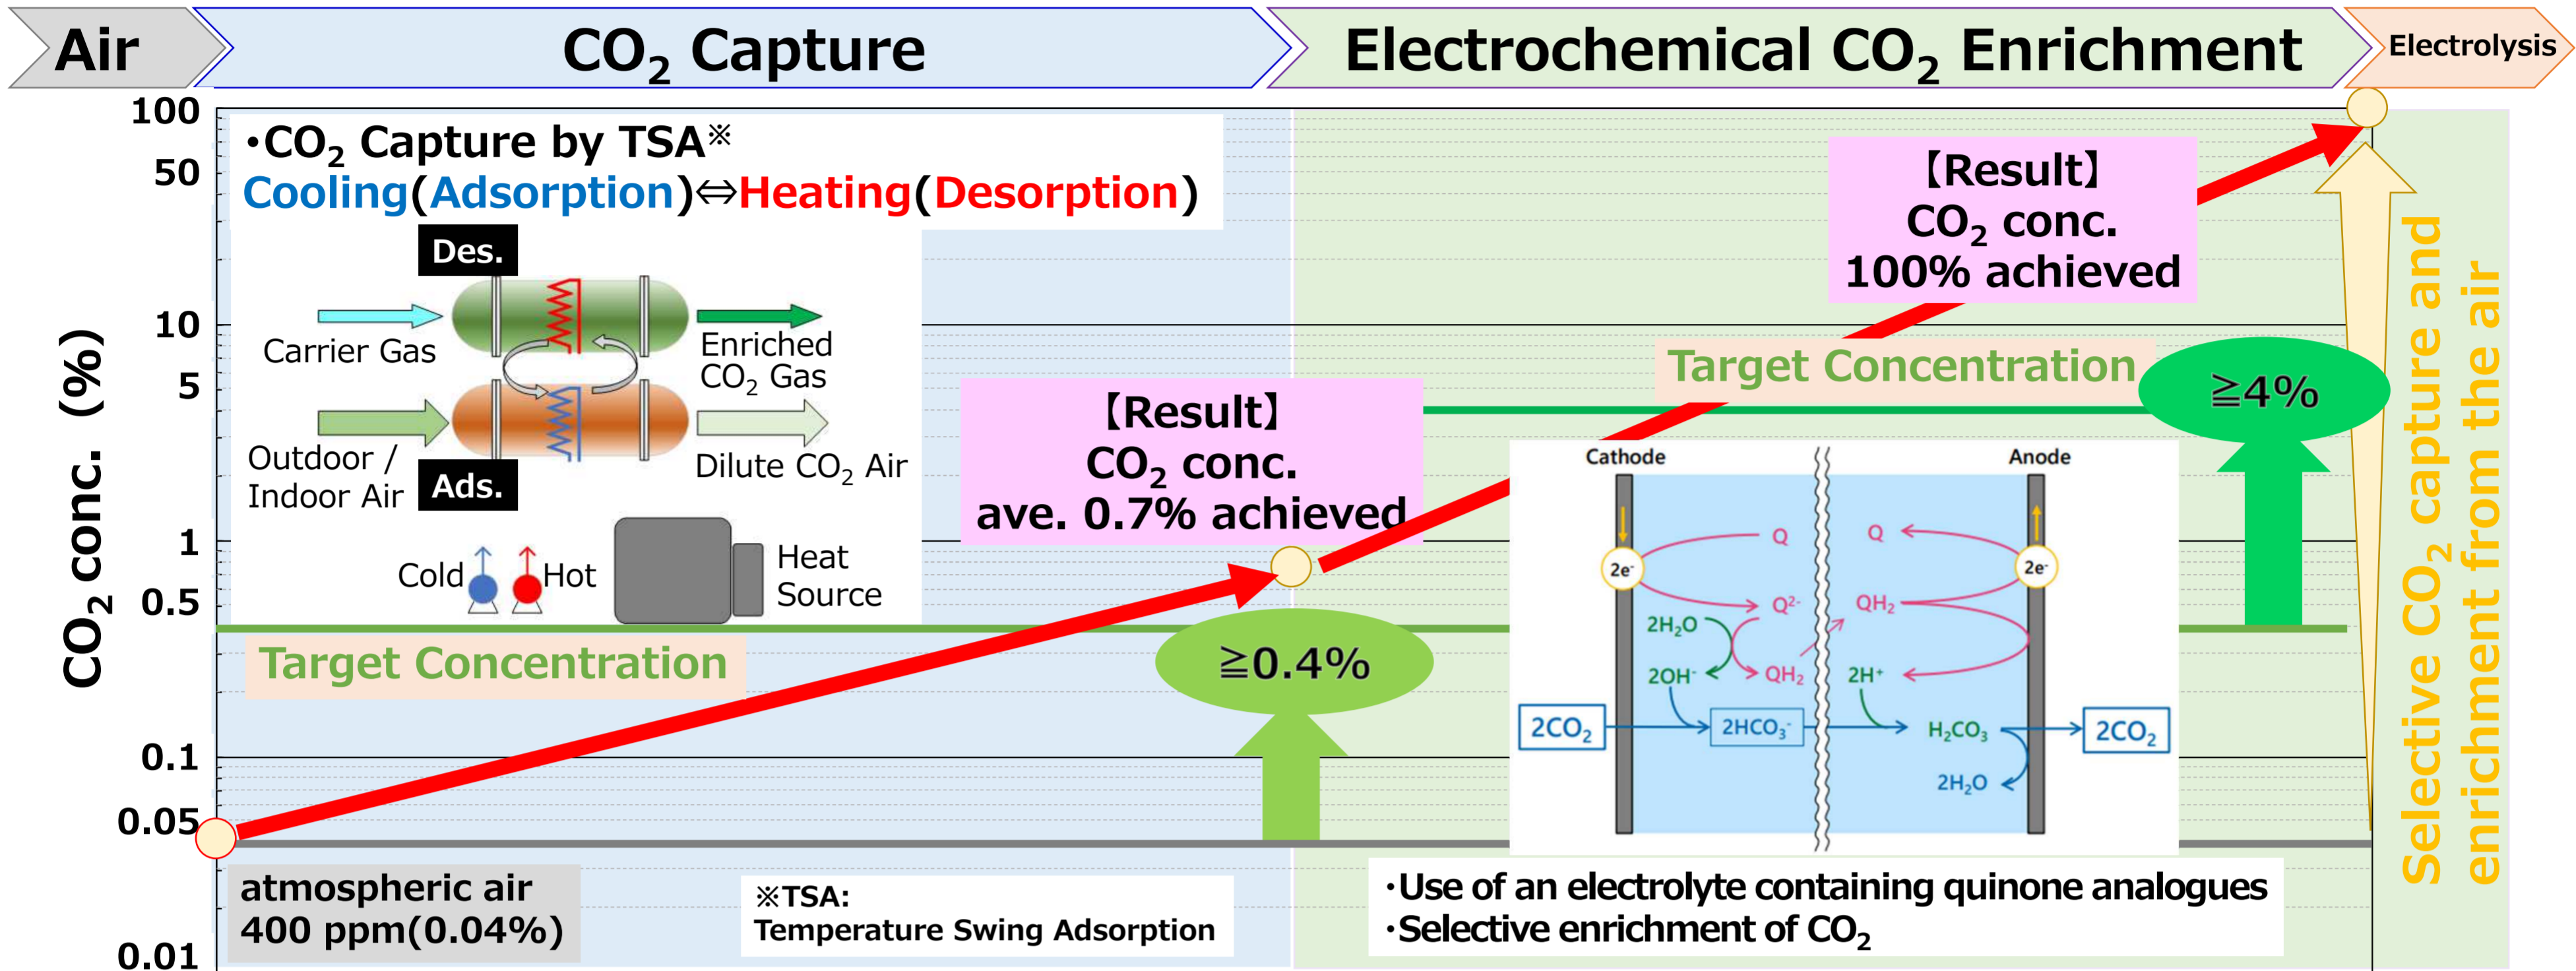 Air
CO₂ Capture
Electrochemical CO₂ Enrichment
Electrolysis
CO₂ conc. (%)
100
50
10
5
1
0.5
0.1
0.05
0.01
・CO₂ Capture by TSA※
Cooling(Adsorption)⇔Heating(Desorption)
Des.
Carrier Gas
Enriched
CO₂ Gas
Outdoor /
Indoor Air
Ads.
Dilute CO₂ Air
Cold
Hot
Heat
Source
Target Concentration
≧0.4%
【Result】
CO₂ conc.
ave. 0.7% achieved
atmospheric air
400 ppm(0.04%)
※TSA:
Temperature Swing Adsorption
【Result】
CO₂ conc.
100% achieved
Target Concentration
≧4%
Cathode
Anode
2e⁻
Q
Q
2e⁻
Q²⁻
QH₂
2H₂O
2OH⁻
QH₂
2H⁺
2CO₂
2HCO₃⁻
H₂CO₃
2CO₂
2H₂O
・Use of an electrolyte containing quinone analogues
・Selective enrichment of CO₂
Selective CO₂ capture and
enrichment from the air